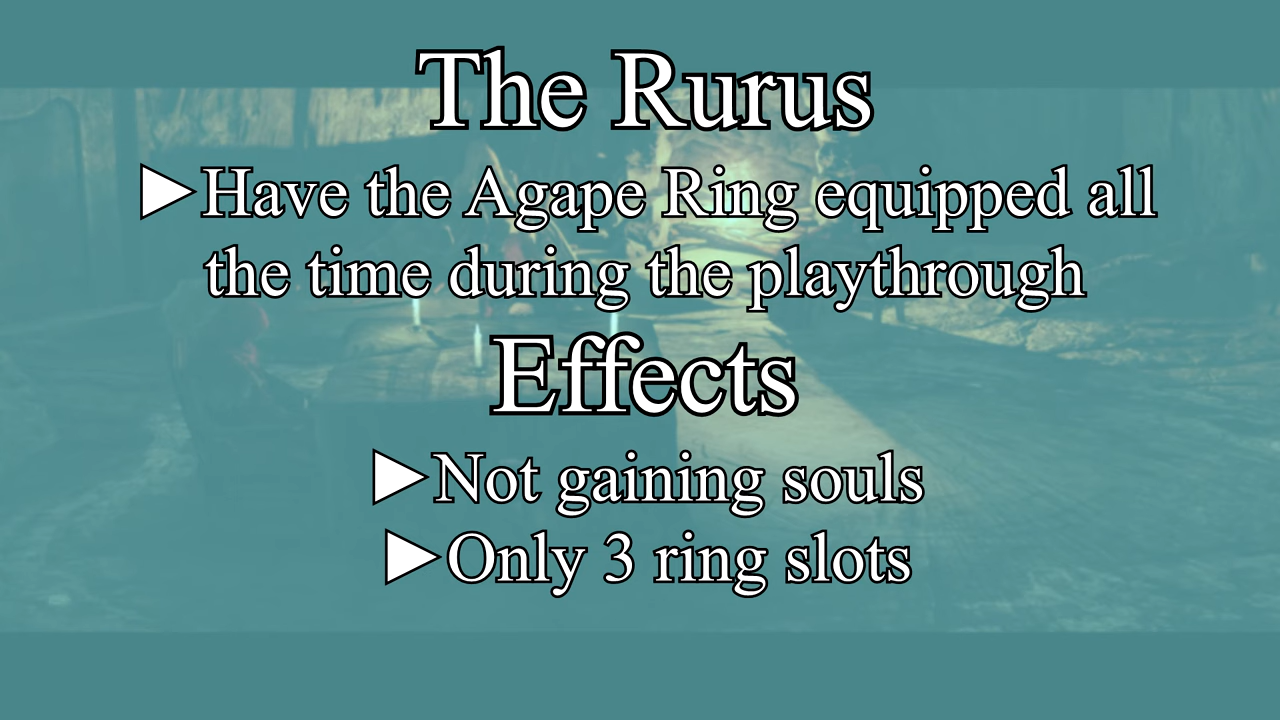 The Rurus
►Have the Agape Ring equipped all
the time during the playthrough
Effects
►Not gaining souls
►Only 3 ring slots